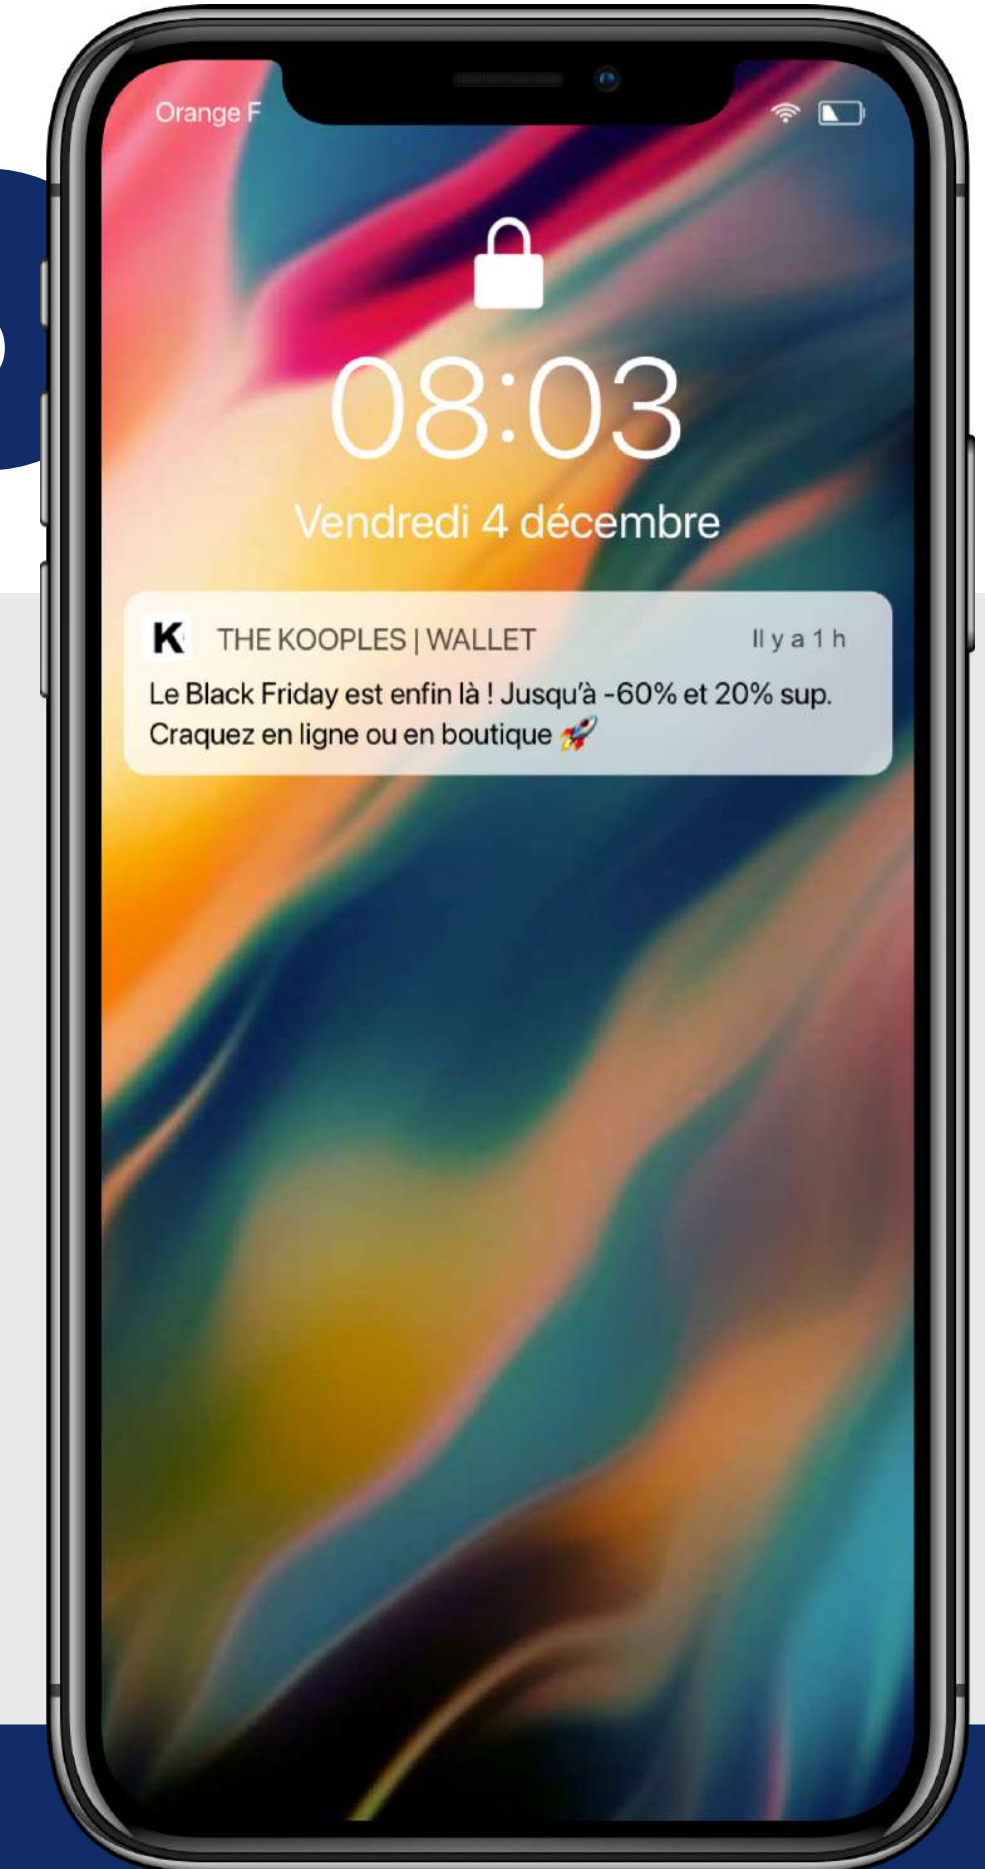 Orange F
08:03
Vendredi 4 décembre
K THE KOOPLES | WALLET Il y a 1 h
Le Black Friday est enfin là ! Jusqu'à -60% et 20% sup.
Craquez en ligne ou en boutique 🚀